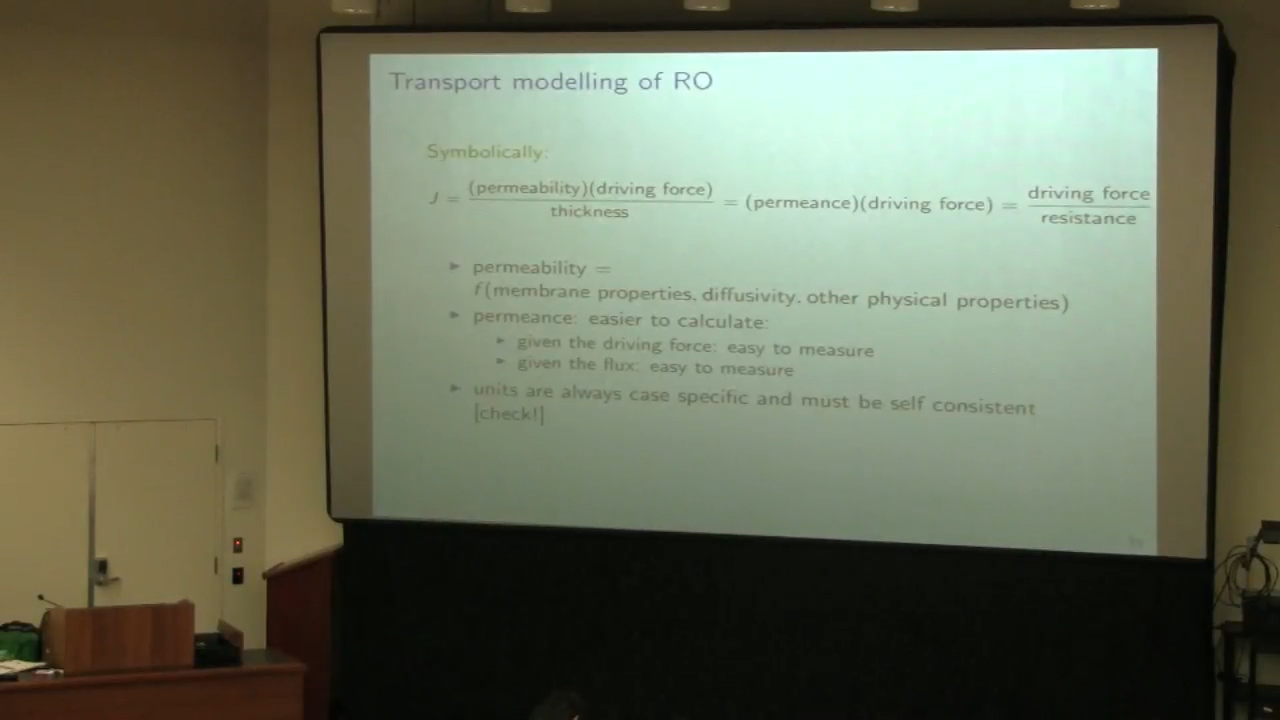 Transport modelling of RO
Symbolically:
J = (permeability)(driving force) / thickness = (permeance)(driving force) = driving force / resistance
▶ permeability =
f(membrane properties, diffusivity, other physical properties)
▶ permeance: easier to calculate:
▶ given the driving force: easy to measure
▶ given the flux: easy to measure
▶ units are always case specific and must be self consistent
[check!]